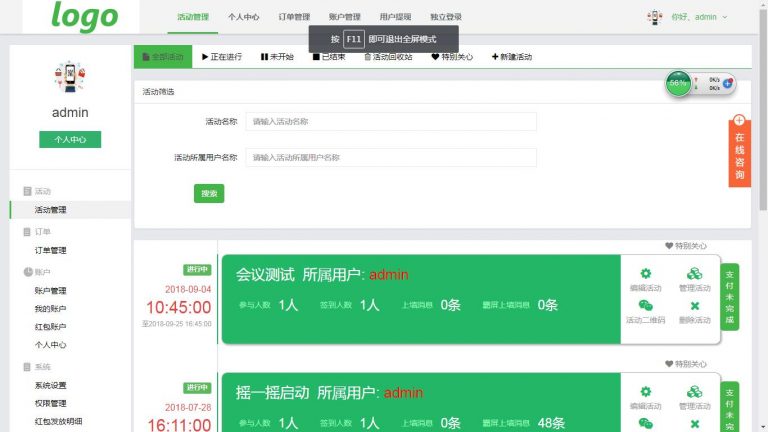 logo
活动管理 个人中心 订单管理 账户管理 用户提现 独立登录
你好，admin
按 F11 即可退出全屏模式
全部活动 正在进行 未开始 已结束 活动回收站 特别关心 新建活动
56% 0K/s
0K/s
admin
个人中心
活动
活动管理
订单
订单管理
账户
账户管理
我的账户
红包账户
个人中心
系统
系统设置
权限管理
红包发放明细
活动筛选
活动名称 请输入活动名称
活动所属用户名称 请输入活动所属用户名称
搜索
在线咨询
特别关心
进行中
2018-09-04
10:45:00
至2018-09-25 16:45:00
会议测试 所属用户: admin
参与人数 1人 签到人数 1人 上墙消息 0条 霸屏上墙消息 0条
编辑活动 管理活动
活动二维码 删除活动
支付未完成
特别关心
进行中
2018-07-28
16:11:00
摇一摇启动 所属用户: admin
参与人数 1人 签到人数 1人 上墙消息 0条 霸屏上墙消息 48条
编辑活动 管理活动
支付未完